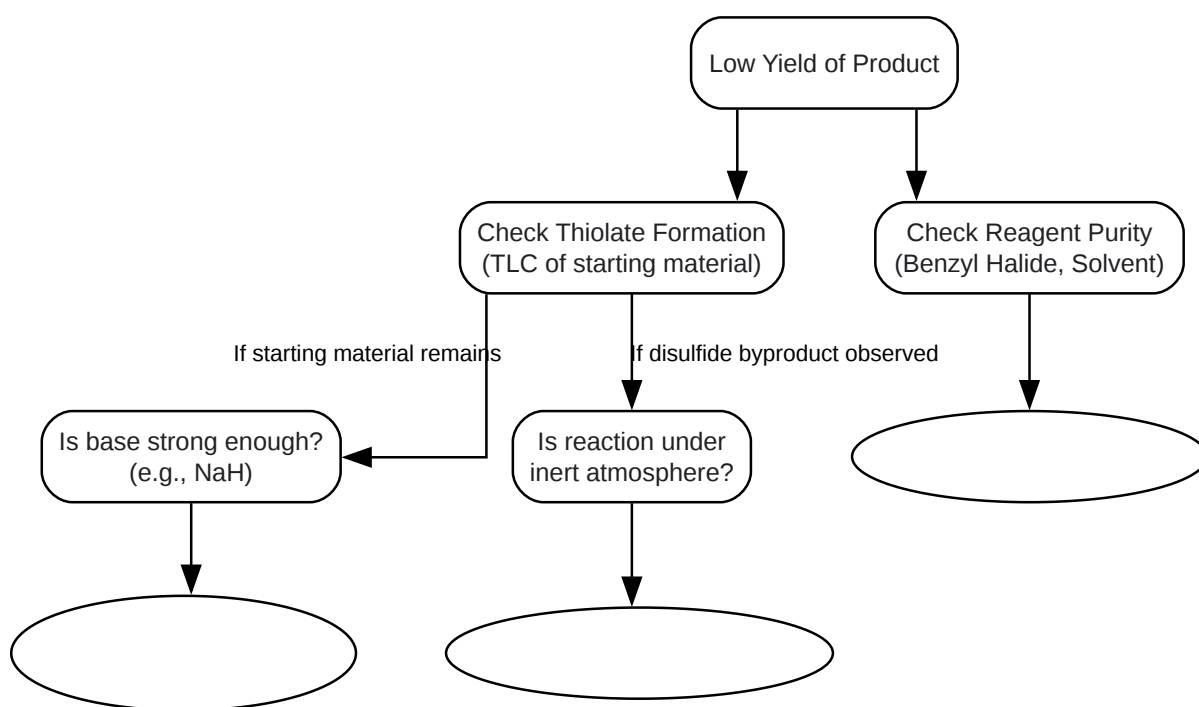 Low Yield of Product
Check Thiolate Formation
(TLC of starting material)
Check Reagent Purity
(Benzyl Halide, Solvent)
If starting material remains
If disulfide byproduct observed
Is base strong enough?
(e.g., NaH)
Is reaction under
inert atmosphere?